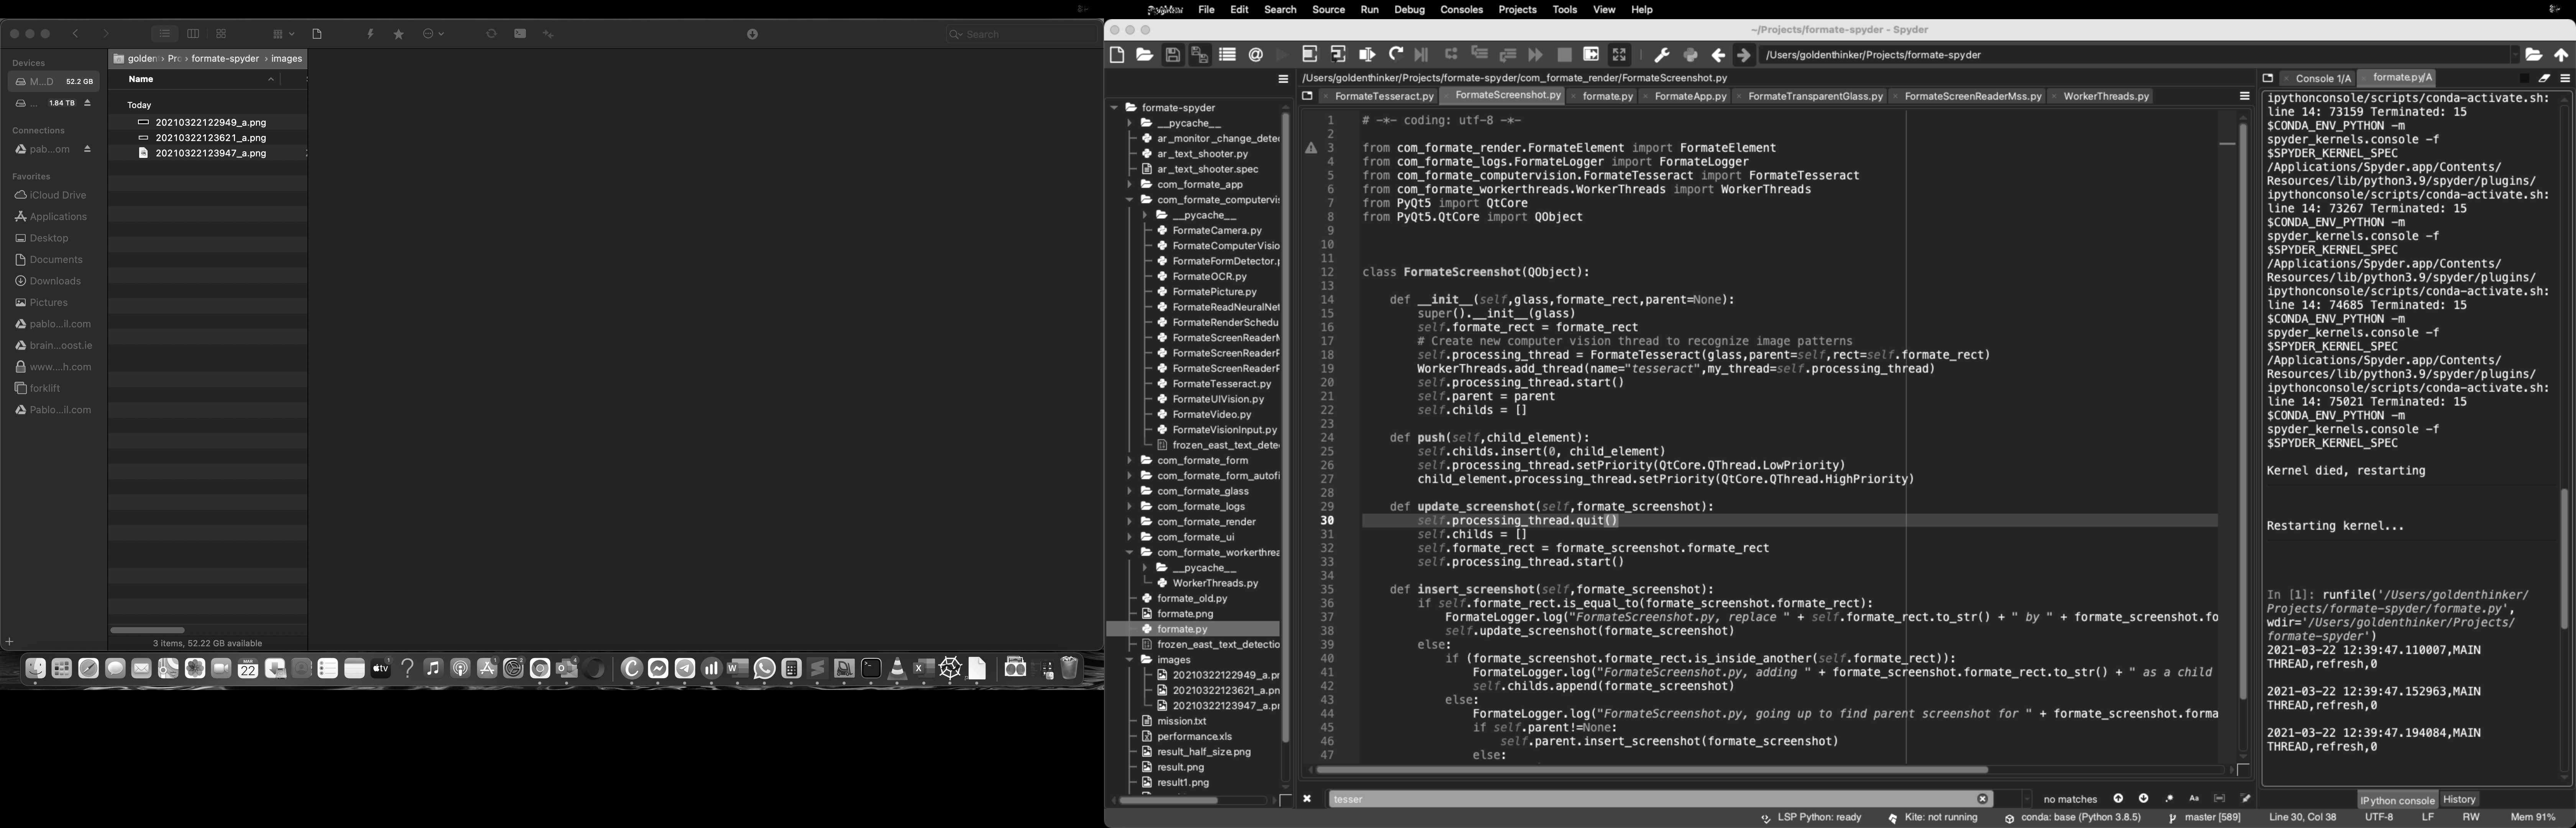 File Edit Search Source Run Debug Consoles Projects Tools View Help
Search
Devices
M...D 52.2 GB
... 1.84 TB
Connections
pab...om
Favorites
iCloud Drive
Applications
Desktop
Documents
Downloads
Pictures
pablo...il.com
brain...oost.ie
www....h.com
forklift
Pablo...il.com
golden Pr formate-spyder images
Name
Today
20210322122949_a.png
20210322123621_a.png
20210322123947_a.png
3 items, 52.22 GB available
MAR
22
tv
~/Projects/formate-spyder - Spyder
/Users/goldenthinker/Projects/formate-spyder
formate-spyder
__pycache__
ar_monitor_change_detec
ar_text_shooter.py
ar_text_shooter.spec
com_formate_app
com_formate_computervis
__pycache__
FormateCamera.py
FormateComputerVisio
FormateFormDetector.p
FormateOCR.py
FormatePicture.py
FormateReadNeuralNet
FormateRenderSchedu
FormateScreenReaderM
FormateScreenReaderF
FormateScreenReaderF
FormateTesseract.py
FormateUIVision.py
FormateVideo.py
FormateVisionInput.py
frozen_east_text_dete
com_formate_form
com_formate_form_autofi
com_formate_glass
com_formate_logs
com_formate_render
com_formate_ui
com_formate_workerthrea
__pycache__
WorkerThreads.py
formate_old.py
formate.png
formate.py
frozen_east_text_detectio
images
20210322122949_a.pr
20210322123621_a.pn
20210322123947_a.pr
mission.txt
performance.xls
result_half_size.png
result.png
result1.png
/Users/goldenthinker/Projects/formate-spyder/com_formate_render/FormateScreenshot.py
FormateTesseract.py FormateScreenshot.py formate.py FormateApp.py FormateTransparentGlass.py FormateScreenReaderMss.py WorkerThreads.py
1 # -*- coding: utf-8 -*-
2
3 from com_formate_render.FormateElement import FormateElement
4 from com_formate_logs.FormateLogger import FormateLogger
5 from com_formate_computervision.FormateTesseract import FormateTesseract
6 from com_formate_workerthreads.WorkerThreads import WorkerThreads
7 from PyQt5 import QtCore
8 from PyQt5.QtCore import QObject
9
10
11
12 class FormateScreenshot(QObject):
13
14 def __init__(self,glass,formate_rect,parent=None):
15 super().__init__(glass)
16 self.formate_rect = formate_rect
17 # Create new computer vision thread to recognize image patterns
18 self.processing_thread = FormateTesseract(glass,parent=self,rect=self.formate_rect)
19 WorkerThreads.add_thread(name="tesseract",my_thread=self.processing_thread)
20 self.processing_thread.start()
21 self.parent = parent
22 self.childs = []
23
24 def push(self,child_element):
25 self.childs.insert(0, child_element)
26 self.processing_thread.setPriority(QtCore.QThread.LowPriority)
27 child_element.processing_thread.setPriority(QtCore.QThread.HighPriority)
28
29 def update_screenshot(self,formate_screenshot):
30 self.processing_thread.quit()
31 self.childs = []
32 self.formate_rect = formate_screenshot.formate_rect
33 self.processing_thread.start()
34
35 def insert_screenshot(self,formate_screenshot):
36 if self.formate_rect.is_equal_to(formate_screenshot.formate_rect):
37 FormateLogger.log("FormateScreenshot.py, replace " + self.formate_rect.to_str() + " by " + formate_screenshot.fo
38 self.update_screenshot(formate_screenshot)
39 else:
40 if (formate_screenshot.formate_rect.is_inside_another(self.formate_rect)):
41 FormateLogger.log("FormateScreenshot.py, adding " + formate_screenshot.formate_rect.to_str() + " as a child
42 self.childs.append(formate_screenshot)
43 else:
44 FormateLogger.log("FormateScreenshot.py, going up to find parent screenshot for " + formate_screenshot.forma
45 if self.parent!=None:
46 self.parent.insert_screenshot(formate_screenshot)
47 else:
tesser
no matches
Aa
Console 1/A formate.py/A
ipythonconsole/scripts/conda-activate.sh:
line 14: 73159 Terminated: 15
$CONDA_ENV_PYTHON -m
spyder_kernels.console -f
$SPYDER_KERNEL_SPEC
/Applications/Spyder.app/Contents/
Resources/lib/python3.9/spyder/plugins/
ipythonconsole/scripts/conda-activate.sh:
line 14: 73267 Terminated: 15
$CONDA_ENV_PYTHON -m
spyder_kernels.console -f
$SPYDER_KERNEL_SPEC
/Applications/Spyder.app/Contents/
Resources/lib/python3.9/spyder/plugins/
ipythonconsole/scripts/conda-activate.sh:
line 14: 74685 Terminated: 15
$CONDA_ENV_PYTHON -m
spyder_kernels.console -f
$SPYDER_KERNEL_SPEC
/Applications/Spyder.app/Contents/
Resources/lib/python3.9/spyder/plugins/
ipythonconsole/scripts/conda-activate.sh:
line 14: 75021 Terminated: 15
$CONDA_ENV_PYTHON -m
spyder_kernels.console -f
$SPYDER_KERNEL_SPEC
Kernel died, restarting
Restarting kernel...
In [1]: runfile('/Users/goldenthinker/
Projects/formate-spyder/formate.py',
wdir='/Users/goldenthinker/Projects/
formate-spyder')
2021-03-22 12:39:47.110007,MAIN
THREAD,refresh,0
2021-03-22 12:39:47.152963,MAIN
THREAD,refresh,0
2021-03-22 12:39:47.194084,MAIN
THREAD,refresh,0
IPython console History
LSP Python: ready Kite: not running conda: base (Python 3.8.5) master [589] Line 30, Col 38 UTF-8 LF RW Mem 91%